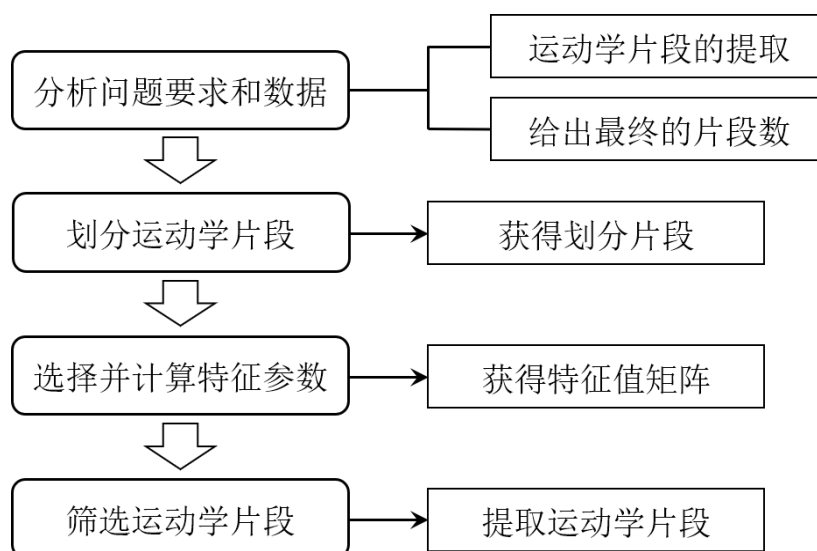 运动学片段的提取
分析问题要求和数据
给出最终的片段数
划分运动学片段
获得划分片段
选择并计算特征参数
获得特征值矩阵
筛选运动学片段
提取运动学片段